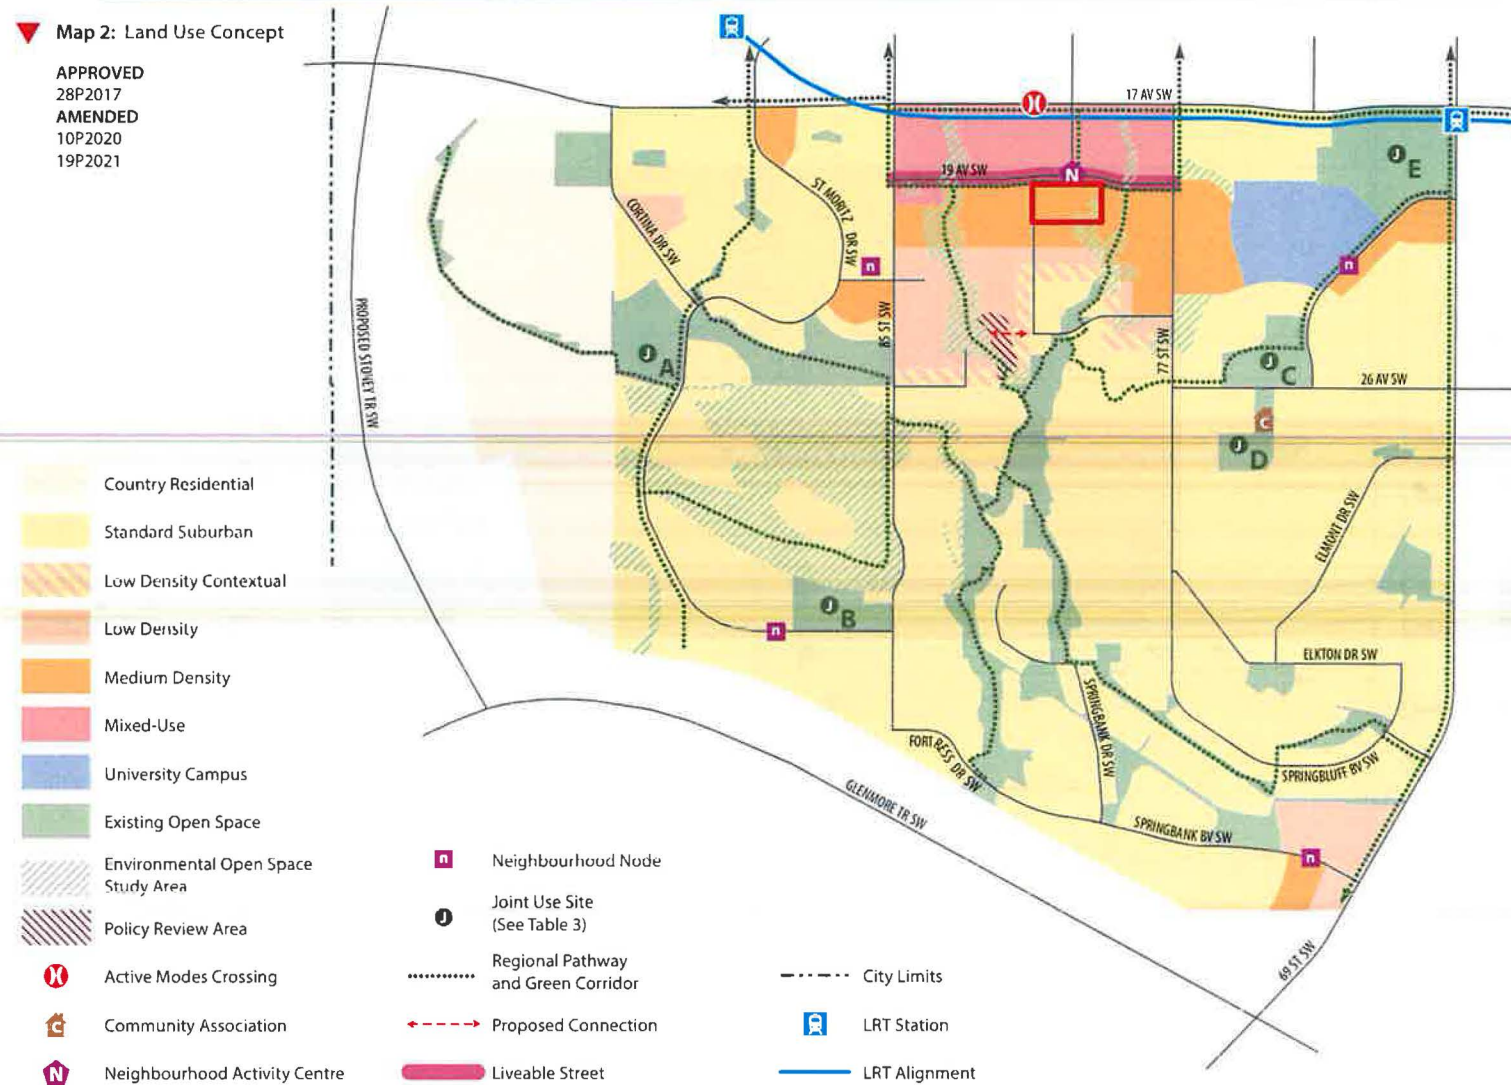 Map 2: Land Use Concept
APPROVED
28P2017
AMENDED
10P2020
19P2021
17 AV SW
19 AV SW
N
J E
ST MORITZ DR SW
CORTINA DR SW
n
n
85 ST SW
77 ST SW
PROPOSED STONEY TR SW
J A
J C
26 AV SW
C
J D
ELMONT DR SW
J B
n
ELKTON DR SW
SPRINGBANK DR SW
SPRINGBLUFF BV SW
GLENMORE TR SW
SPRINGBANK BV SW
n
69 ST SW
Country Residential
Standard Suburban
Low Density Contextual
Low Density
Medium Density
Mixed-Use
University Campus
Existing Open Space
Environmental Open Space
Study Area
Policy Review Area
Active Modes Crossing
C Community Association
N Neighbourhood Activity Centre
n Neighbourhood Node
J Joint Use Site
(See Table 3)
Regional Pathway
and Green Corridor
Proposed Connection
Liveable Street
City Limits
LRT Station
LRT Alignment